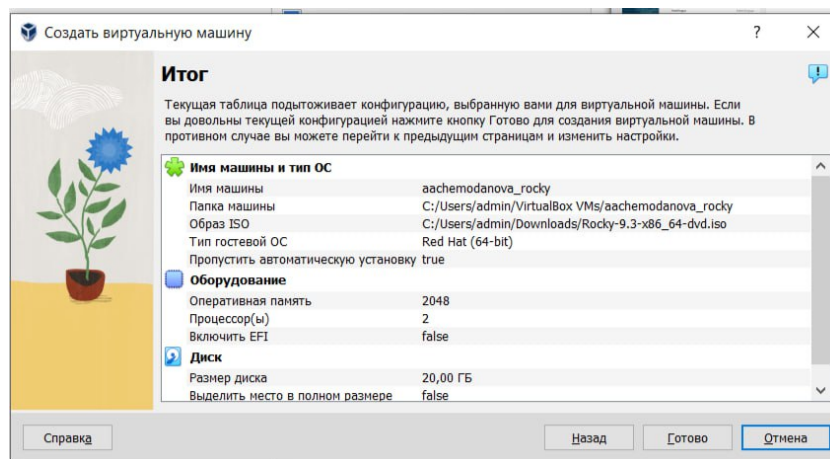 Создать виртуальную машину
?
Итог
Текущая таблица подытоживает конфигурацию, выбранную вами для виртуальной машины. Если
вы довольны текущей конфигурацией нажмите кнопку Готово для создания виртуальной машины. В
противном случае вы можете перейти к предыдущим страницам и изменить настройки.
Имя машины и тип ОС
Имя машины aachemodanova_rocky
Папка машины C:/Users/admin/VirtualBox VMs/aachemodanova_rocky
Образ ISO C:/Users/admin/Downloads/Rocky-9.3-x86_64-dvd.iso
Тип гостевой ОС Red Hat (64-bit)
Пропустить автоматическую установку true
Оборудование
Оперативная память 2048
Процессор(ы) 2
Включить EFI false
Диск
Размер диска 20,00 ГБ
Выделить место в полном размере false
Справка Назад Готово Отмена